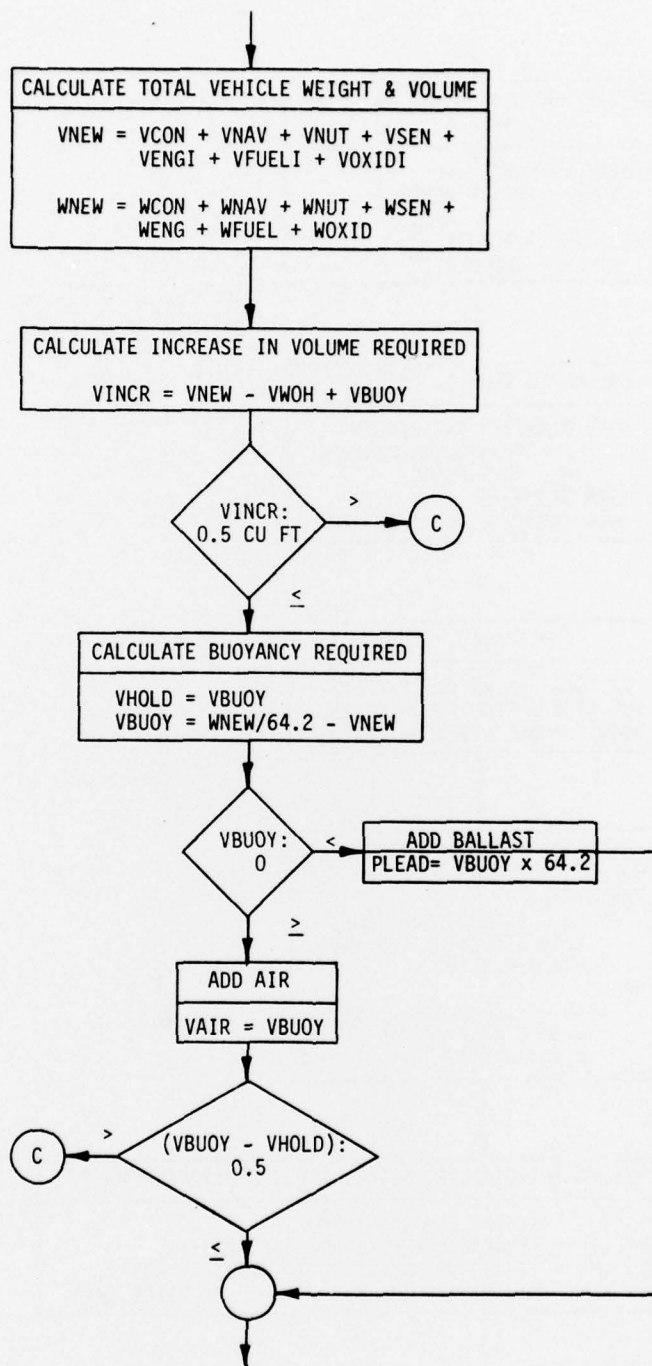 CALCULATE TOTAL VEHICLE WEIGHT & VOLUME
VNEW = VCON + VNAV + VNUT + VSEN +
VENGI + VFUELI + VOXIDI
WNEW = WCON + WNAV + WNUT + WSEN +
WENG + WFUEL + WOXID
CALCULATE INCREASE IN VOLUME REQUIRED
VINCR = VNEW - VWOH + VBUOY
VINCR:
0.5 CU FT
>
C
≤
CALCULATE BUOYANCY REQUIRED
VHOLD = VBUOY
VBUOY = WNEW/64.2 - VNEW
VBUOY:
0
<
ADD BALLAST
PLEAD= VBUOY x 64.2
≥
ADD AIR
VAIR = VBUOY
(VBUOY - VHOLD):
0.5
>
C
≤